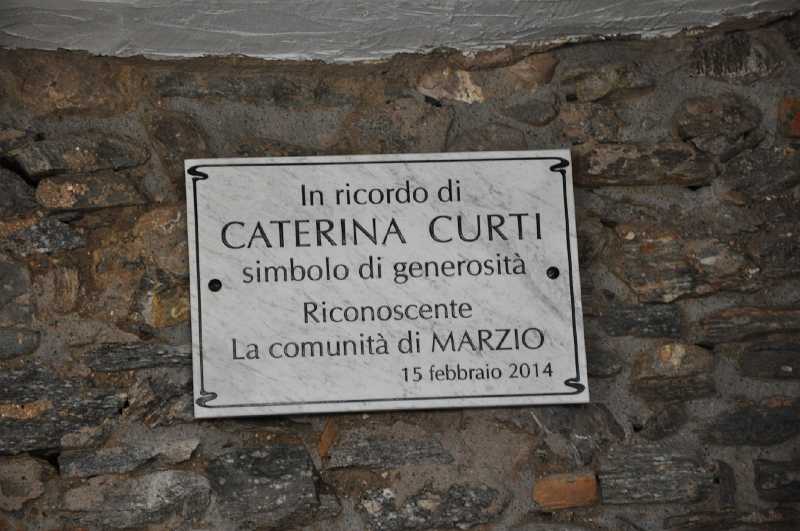 In ricordo di
CATERINA CURTI
simbolo di generosità
Riconoscente
La comunità di MARZIO
15 febbraio 2014